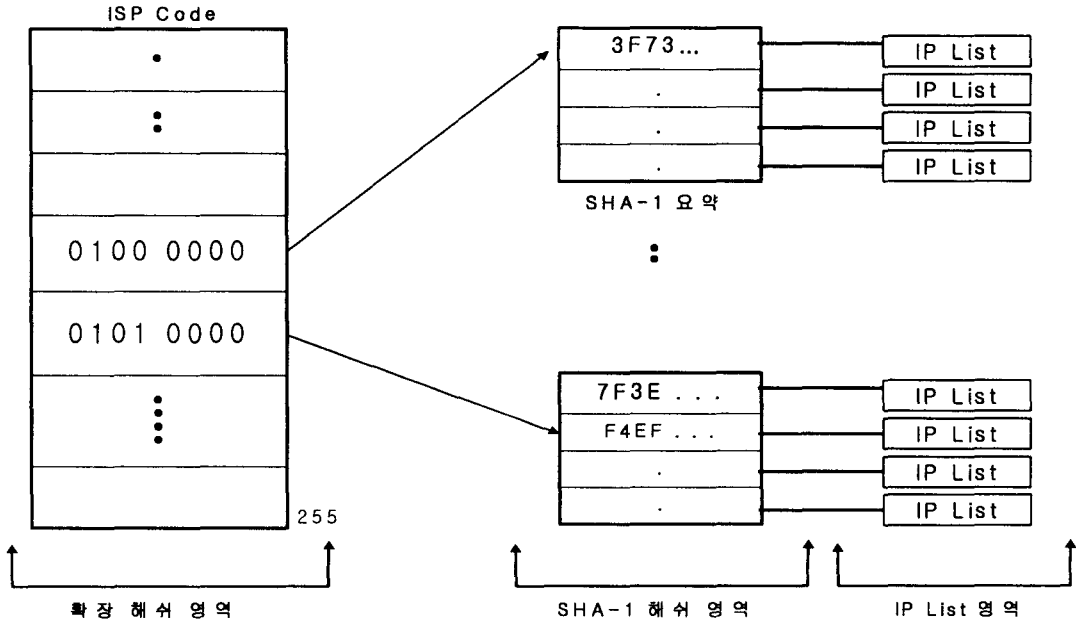 ISP Code
3F73...
IP List
IP List
IP List
IP List
SHA-1 요약
0100 0000
0101 0000
7F3E ...
IP List
F4EF ...
IP List
IP List
IP List
255
확장 해쉬 영역
SHA-1 해쉬 영역
IP List 영역